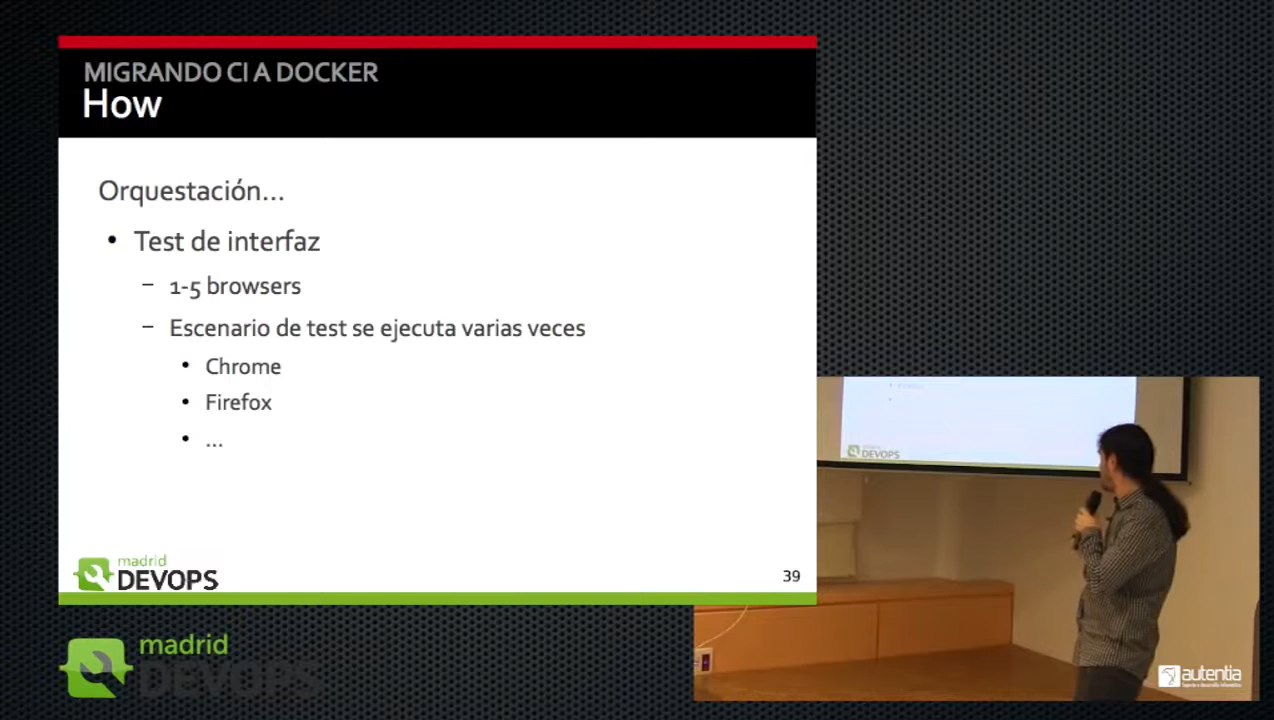 MIGRANDO CI A DOCKER
How
Orquestación...
• Test de interfaz
– 1-5 browsers
– Escenario de test se ejecuta varias veces
• Chrome
• Firefox
• ...
madrid
DEVOPS
39
DEVOPS
madrid
DEVOPS
autentia